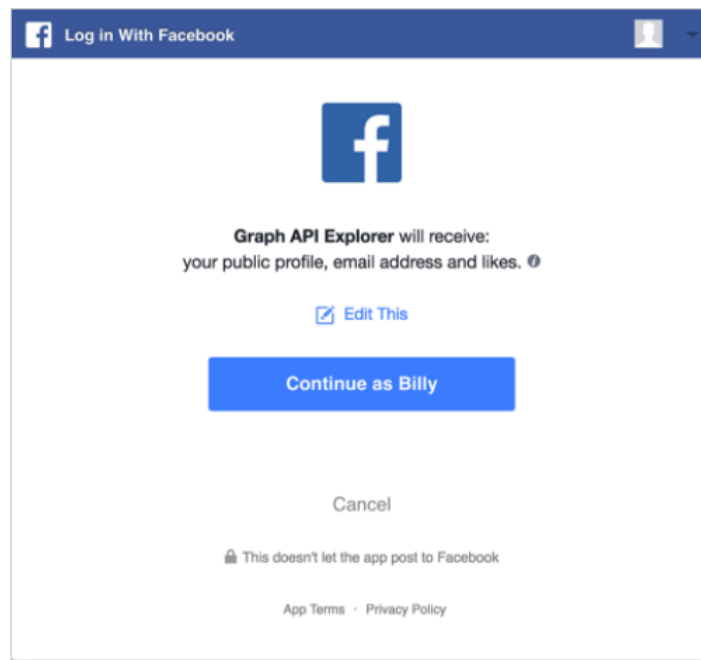 Log in With Facebook
Graph API Explorer will receive:
your public profile, email address and likes.
Edit This
Continue as Billy
Cancel
This doesn't let the app post to Facebook
App Terms · Privacy Policy